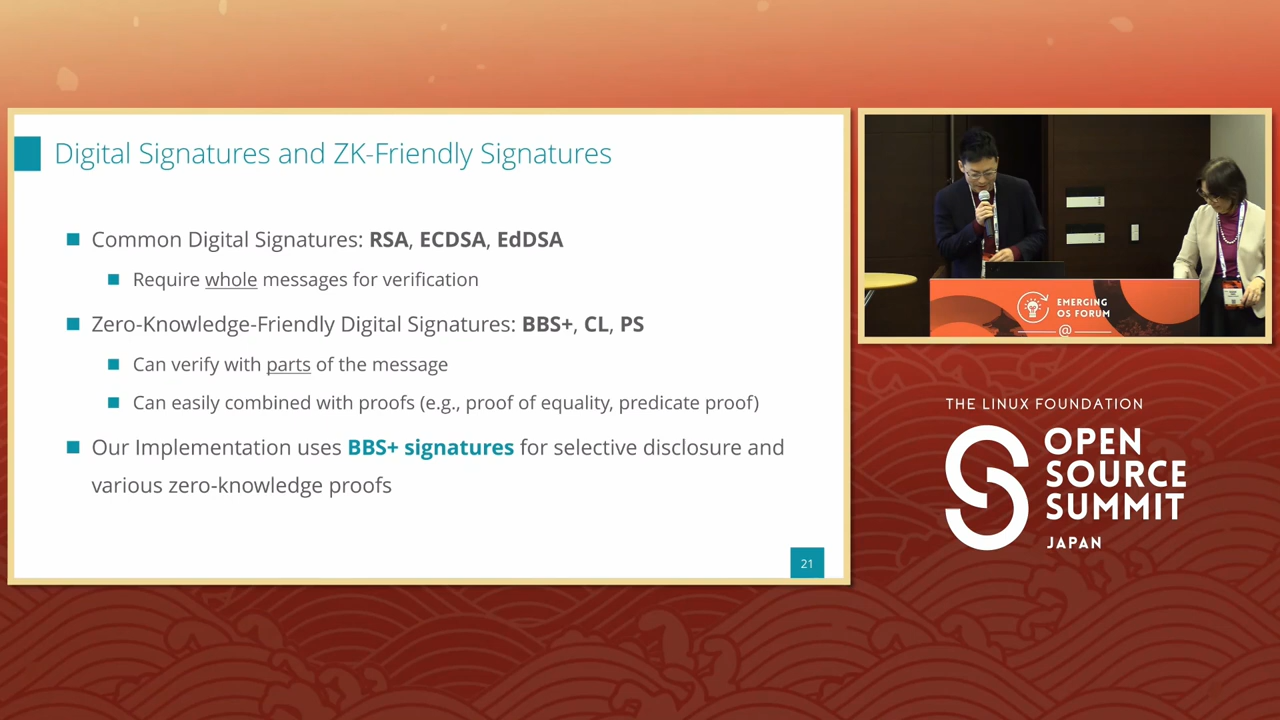 Digital Signatures and ZK-Friendly Signatures
Common Digital Signatures: RSA, ECDSA, EdDSA
Require whole messages for verification
Zero-Knowledge-Friendly Digital Signatures: BBS+, CL, PS
Can verify with parts of the message
Can easily combined with proofs (e.g., proof of equality, predicate proof)
Our Implementation uses BBS+ signatures for selective disclosure and
various zero-knowledge proofs
21
EMERGING
OS FORUM
@
THE LINUX FOUNDATION
OPEN
SOURCE
SUMMIT
JAPAN